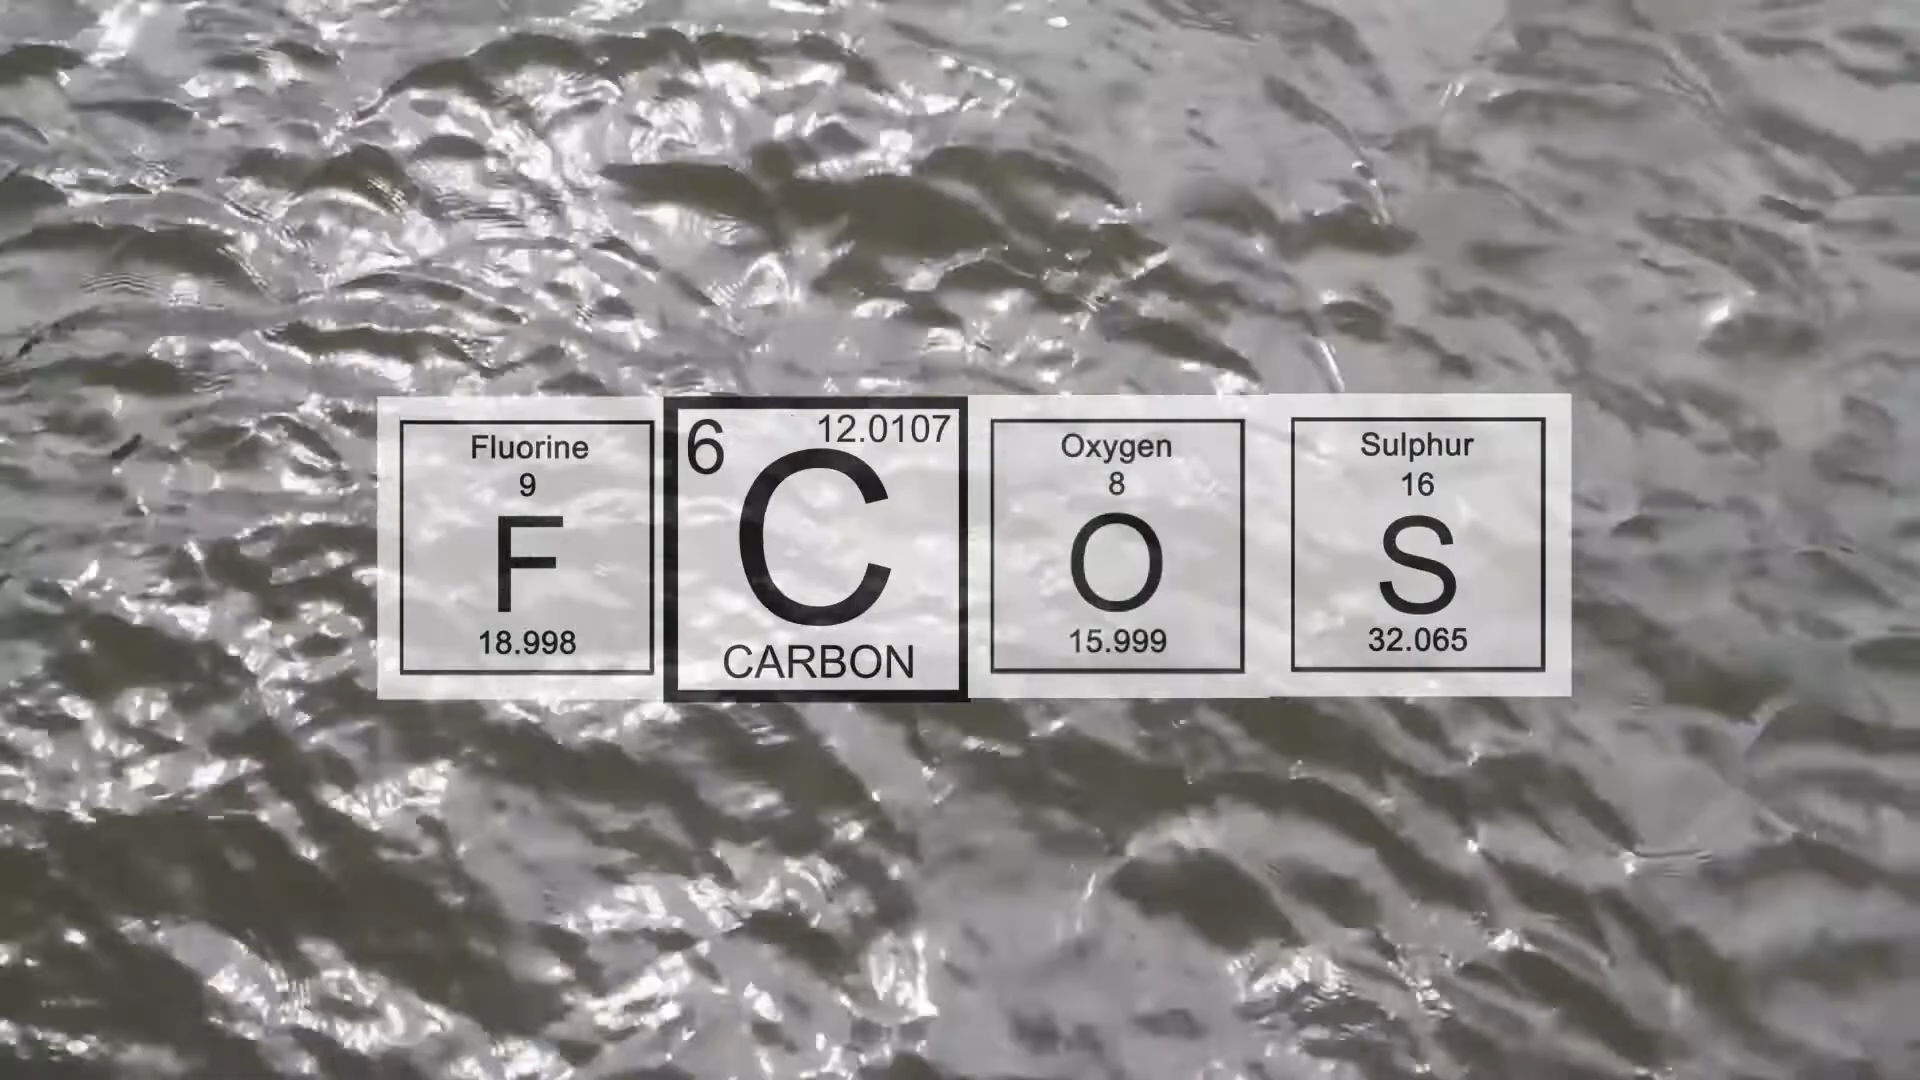 Fluorine
9
F
18.998
6
12.0107
C
CARBON
Oxygen
8
O
15.999
Sulphur
16
S
32.065